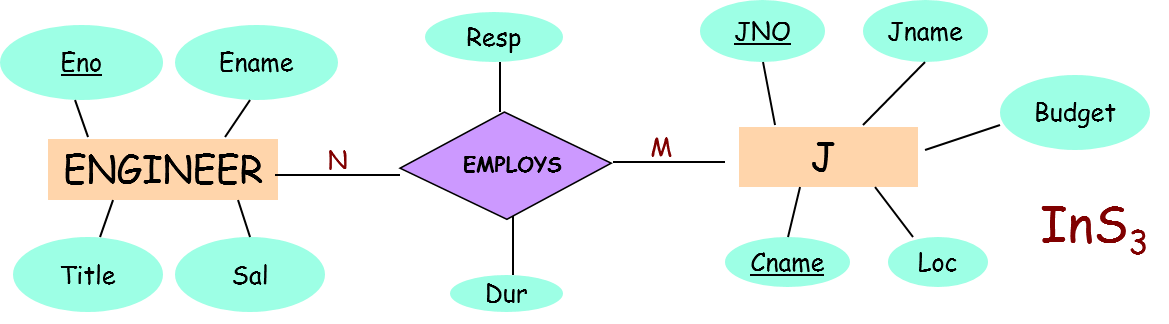 Eno
Ename
Resp
JNO
Jname
Budget
ENGINEER
N
EMPLOYS
M
J
InS3
Title
Sal
Dur
Cname
Loc